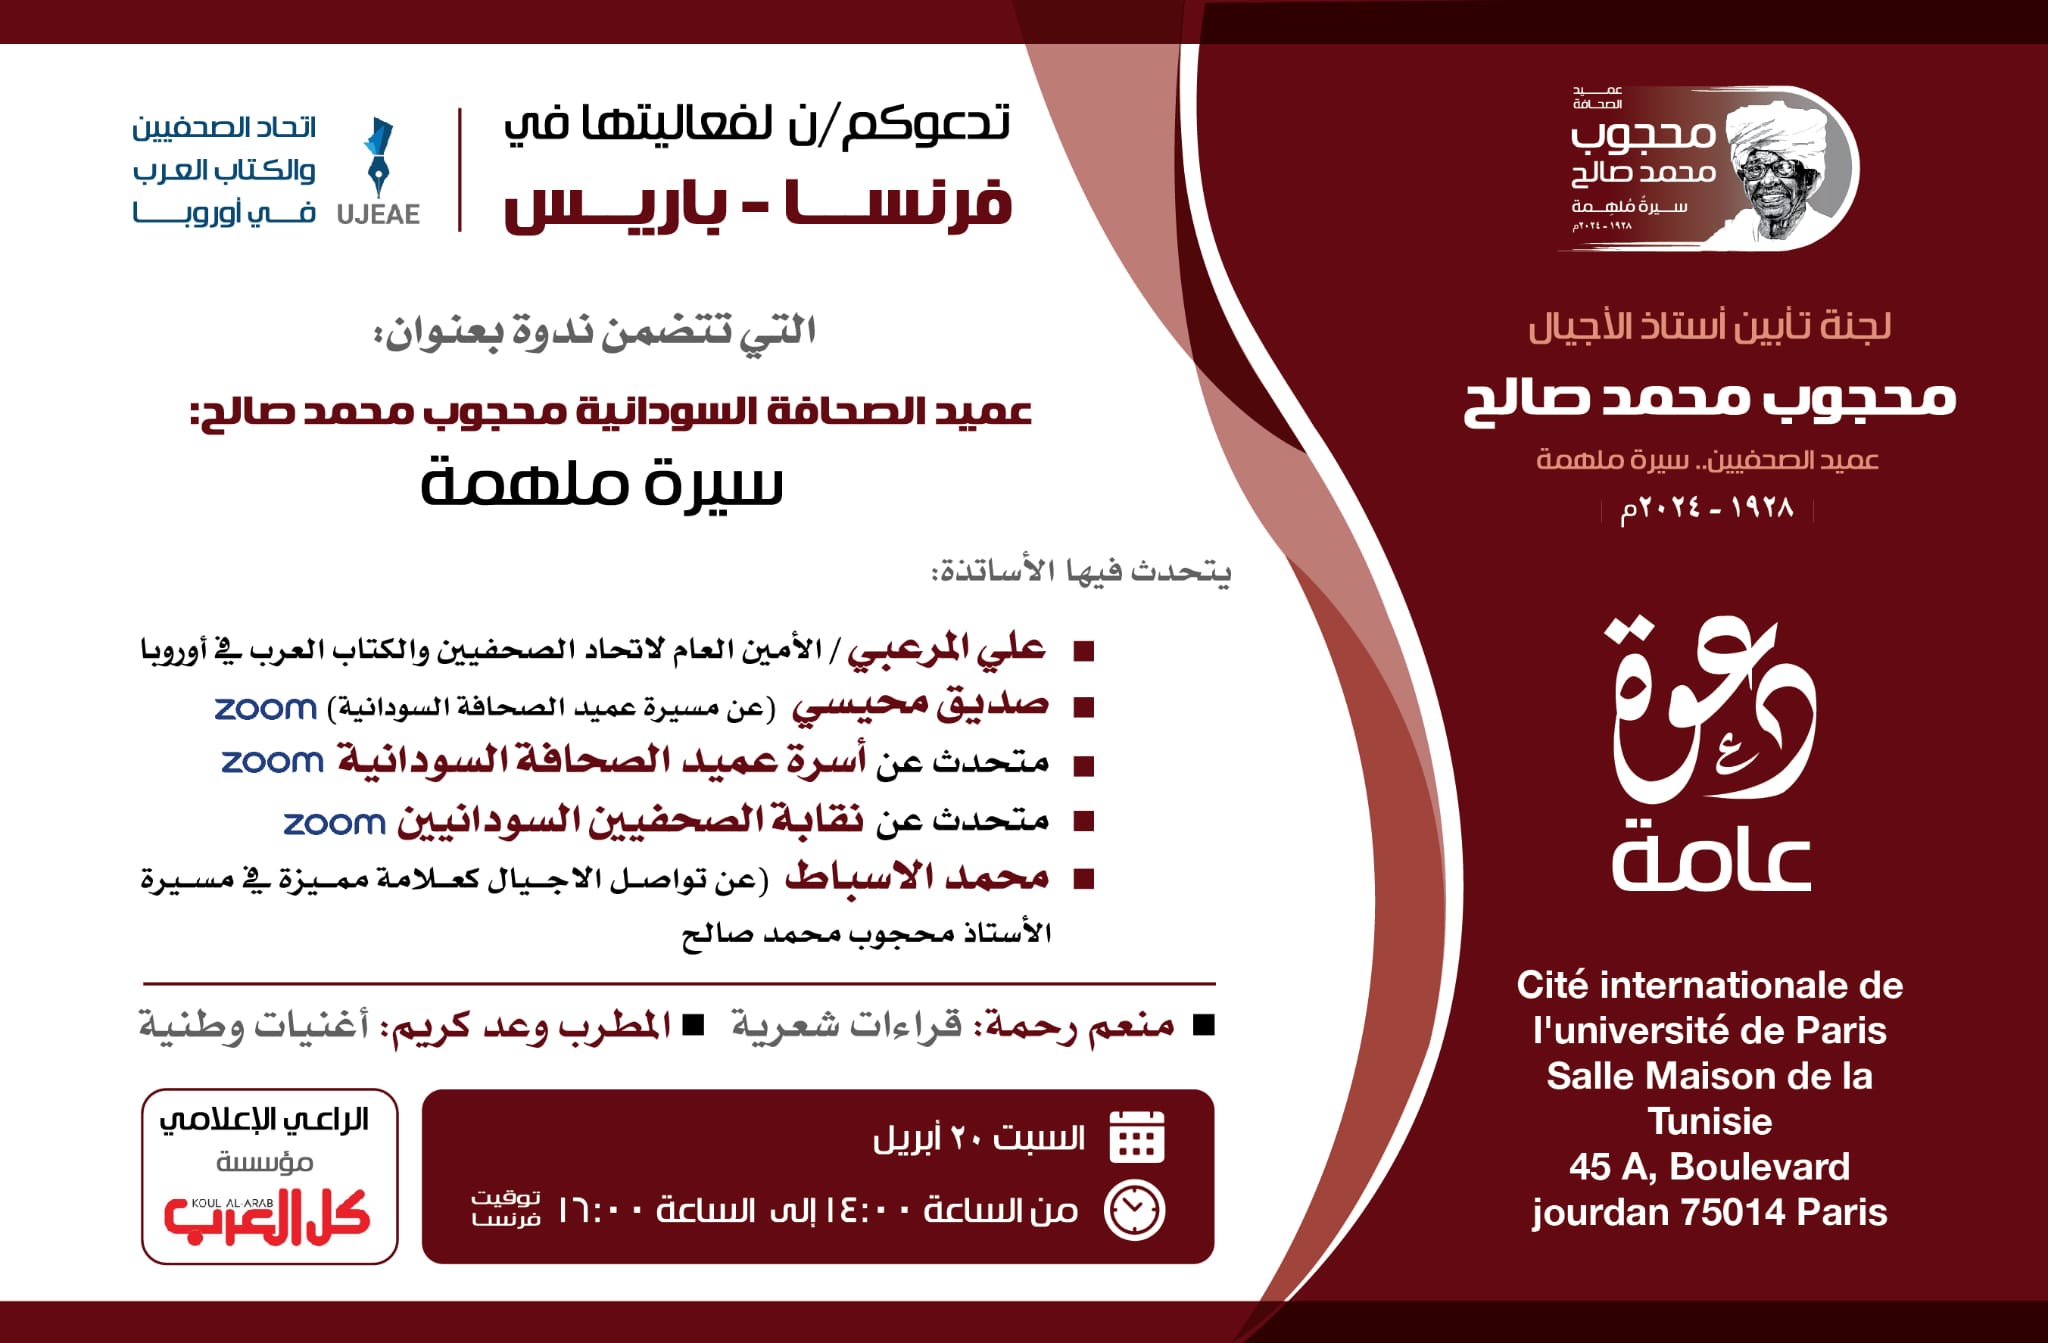 عميد
الصحافة
محجوب
محمد صالح
سيرةُ مُلهِمة
١٩٢٨ - ٢٠٢٤م
لجنة تأبين أستاذ الأجيال
محجوب محمد صالح
عميد الصحفيين.. سيرة ملهمة
١٩٢٨ - ٢٠٢٤م
دعوة
عامة
Cité internationale de
l'université de Paris
Salle Maison de la
Tunisie
45 A, Boulevard
jourdan 75014 Paris
تدعوكم/ن لفعاليتها في
فرنسا - باريس
اتحاد الصحفيين
والكتاب العرب
في أوروبا
UJEAE
التي تتضمن ندوة بعنوان:
عميد الصحافة السودانية محجوب محمد صالح:
سيرة ملهمة
يتحدث فيها الأساتذة:
علي المرعبي / الأمين العام لاتحاد الصحفيين والكتاب العرب في أوروبا
صديق محيسي (عن مسيرة عميد الصحافة السودانية) zoom
متحدث عن أسرة عميد الصحافة السودانية zoom
متحدث عن نقابة الصحفيين السودانيين zoom
محمد الاسباط (عن تواصل الاجيال كعلامة مميزة في مسيرة
الأستاذ محجوب محمد صالح
منعم رحمة: قراءات شعرية ■ المطرب وعد كريم: أغنيات وطنية
السبت ٢٠ أبريل
من الساعة ١٤:٠٠ إلى الساعة ١٦:٠٠ توقيت فرنسا
الراعي الإعلامي
مؤسسة
KOUL AL-ARAB
كل العرب